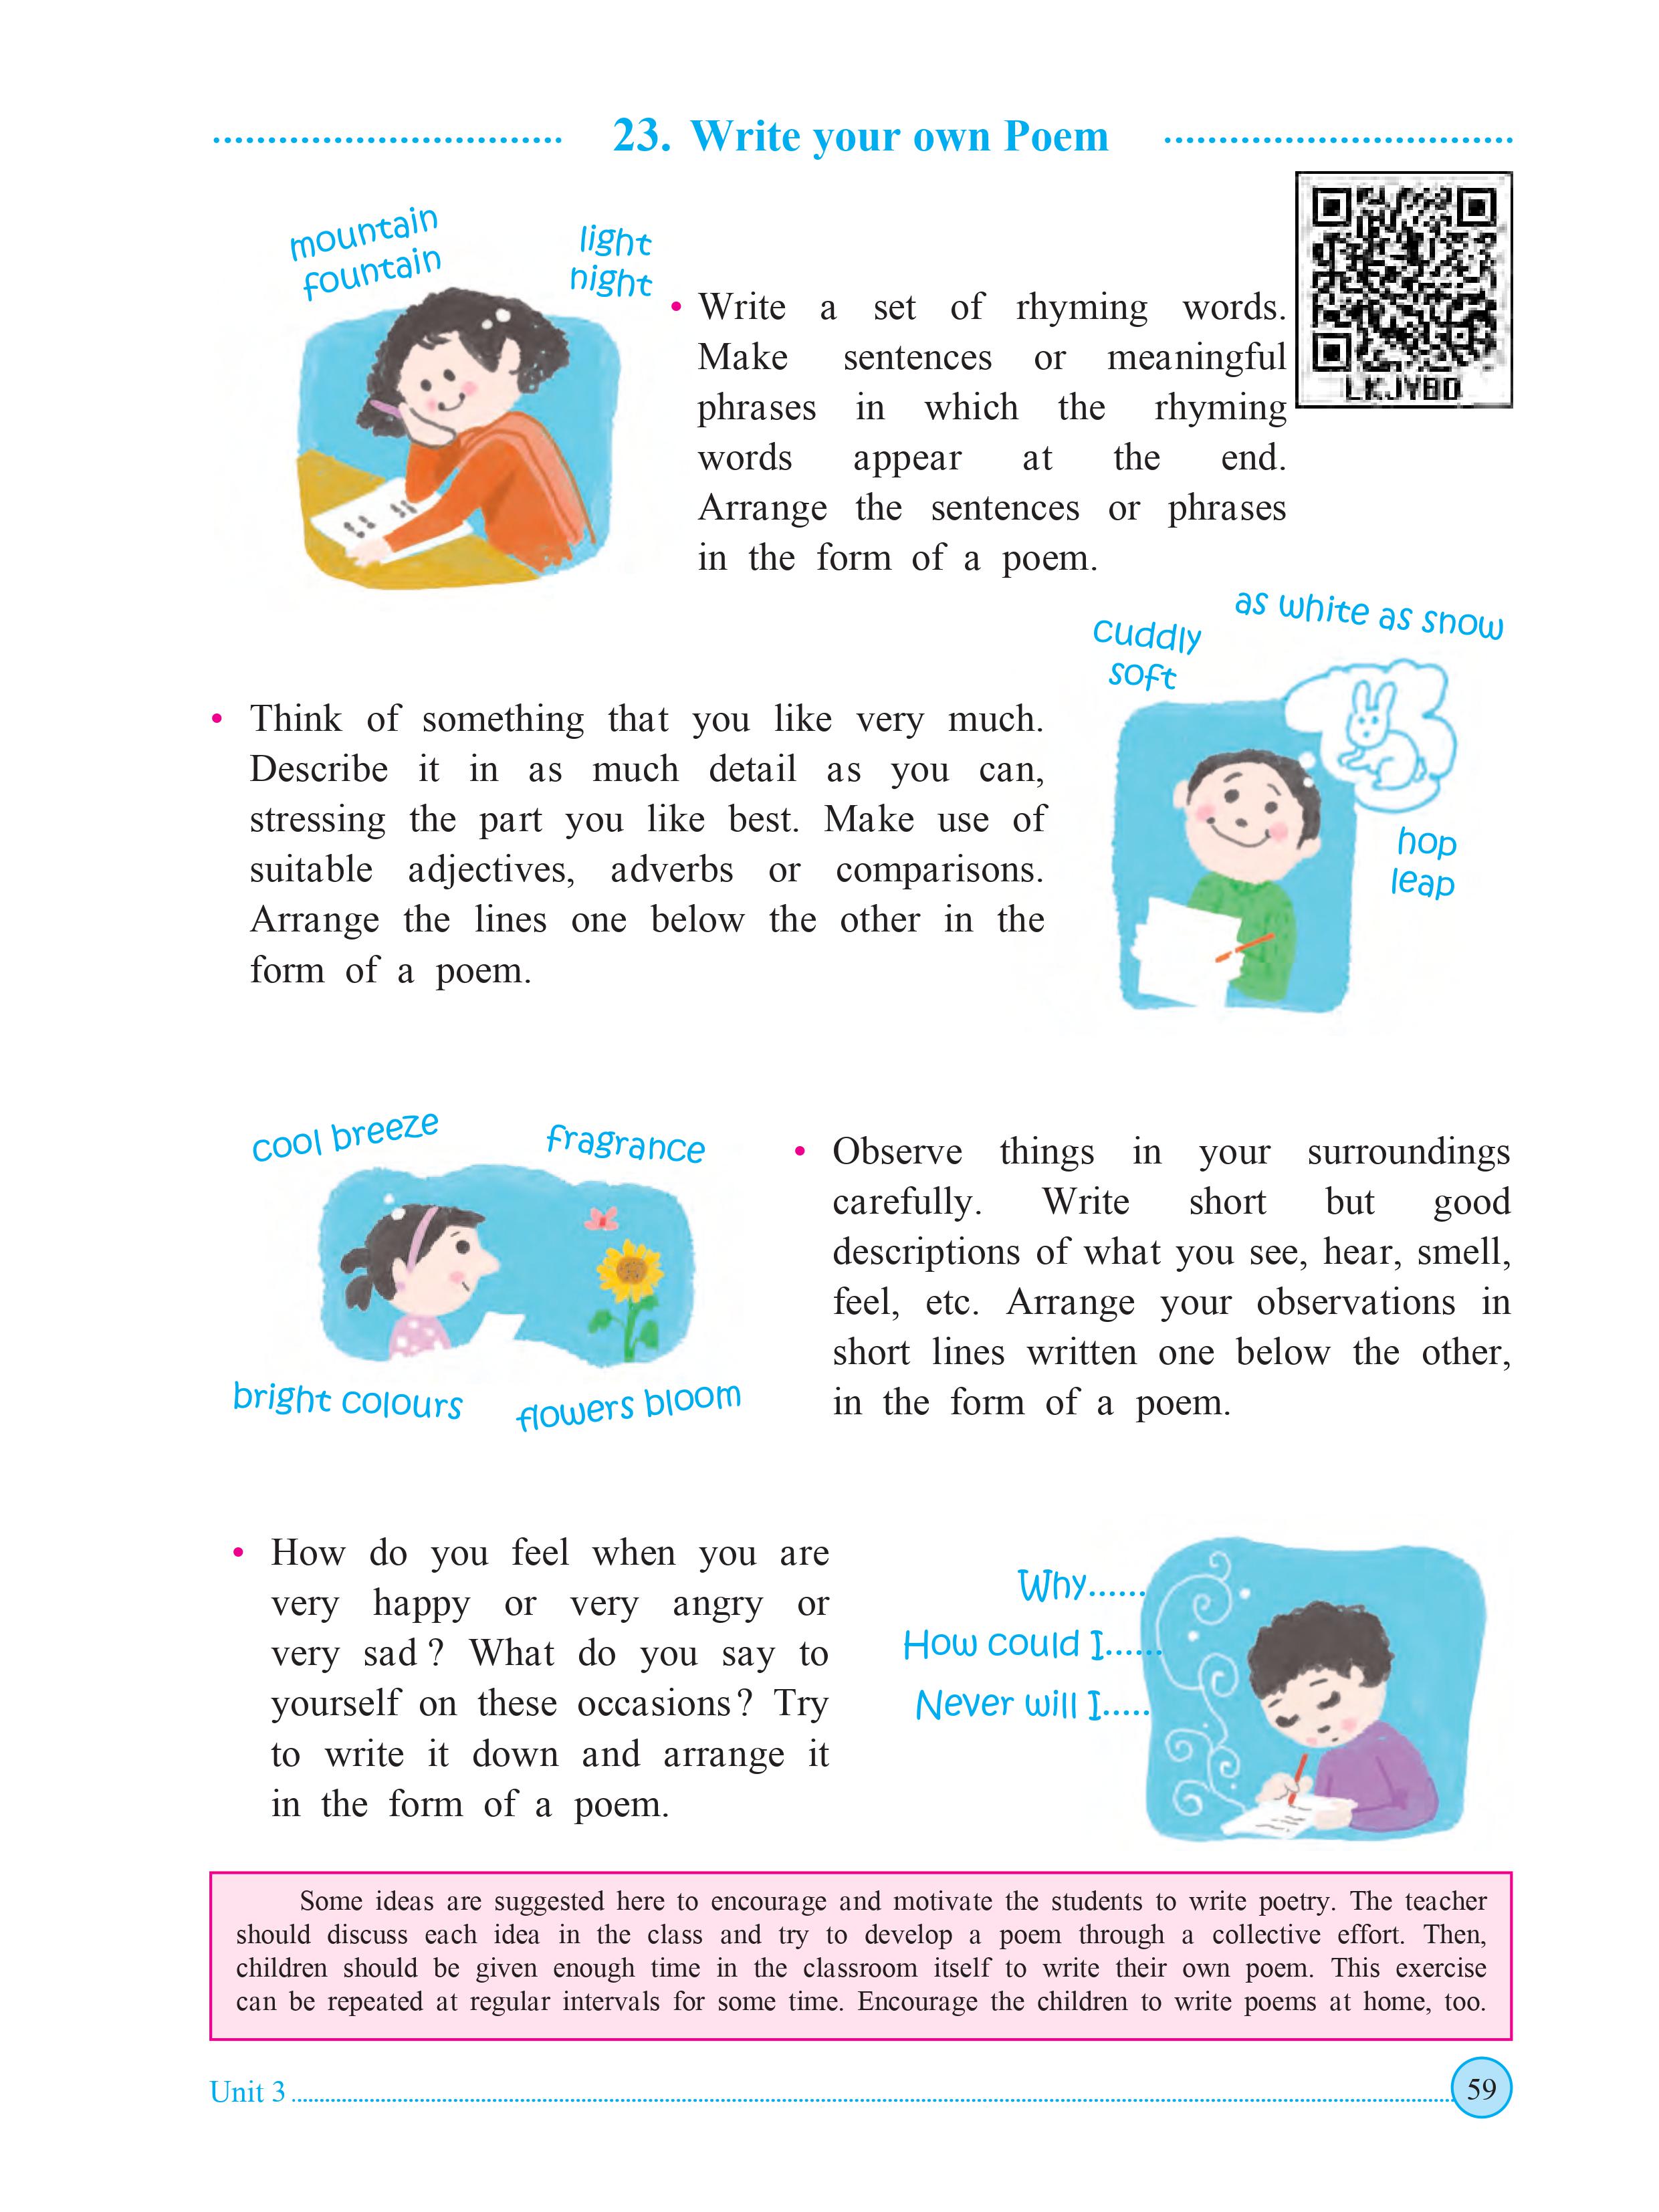 23. Write your own Poem
mountain
fountain
light
night
LKJYBD
• Write a set of rhyming words.
Make sentences or meaningful
phrases in which the rhyming
words appear at the end.
Arrange the sentences or phrases
in the form of a poem.
cuddly
soft
as white as snow
hop
leap
• Think of something that you like very much.
Describe it in as much detail as you can,
stressing the part you like best. Make use of
suitable adjectives, adverbs or comparisons.
Arrange the lines one below the other in the
form of a poem.
cool breeze
fragrance
bright colours
flowers bloom
• Observe things in your surroundings
carefully. Write short but good
descriptions of what you see, hear, smell,
feel, etc. Arrange your observations in
short lines written one below the other,
in the form of a poem.
• How do you feel when you are
very happy or very angry or
very sad ? What do you say to
yourself on these occasions ? Try
to write it down and arrange it
in the form of a poem.
Why......
How could I......
Never will I.....
Some ideas are suggested here to encourage and motivate the students to write poetry. The teacher
should discuss each idea in the class and try to develop a poem through a collective effort. Then,
children should be given enough time in the classroom itself to write their own poem. This exercise
can be repeated at regular intervals for some time. Encourage the children to write poems at home, too.
Unit 3
59